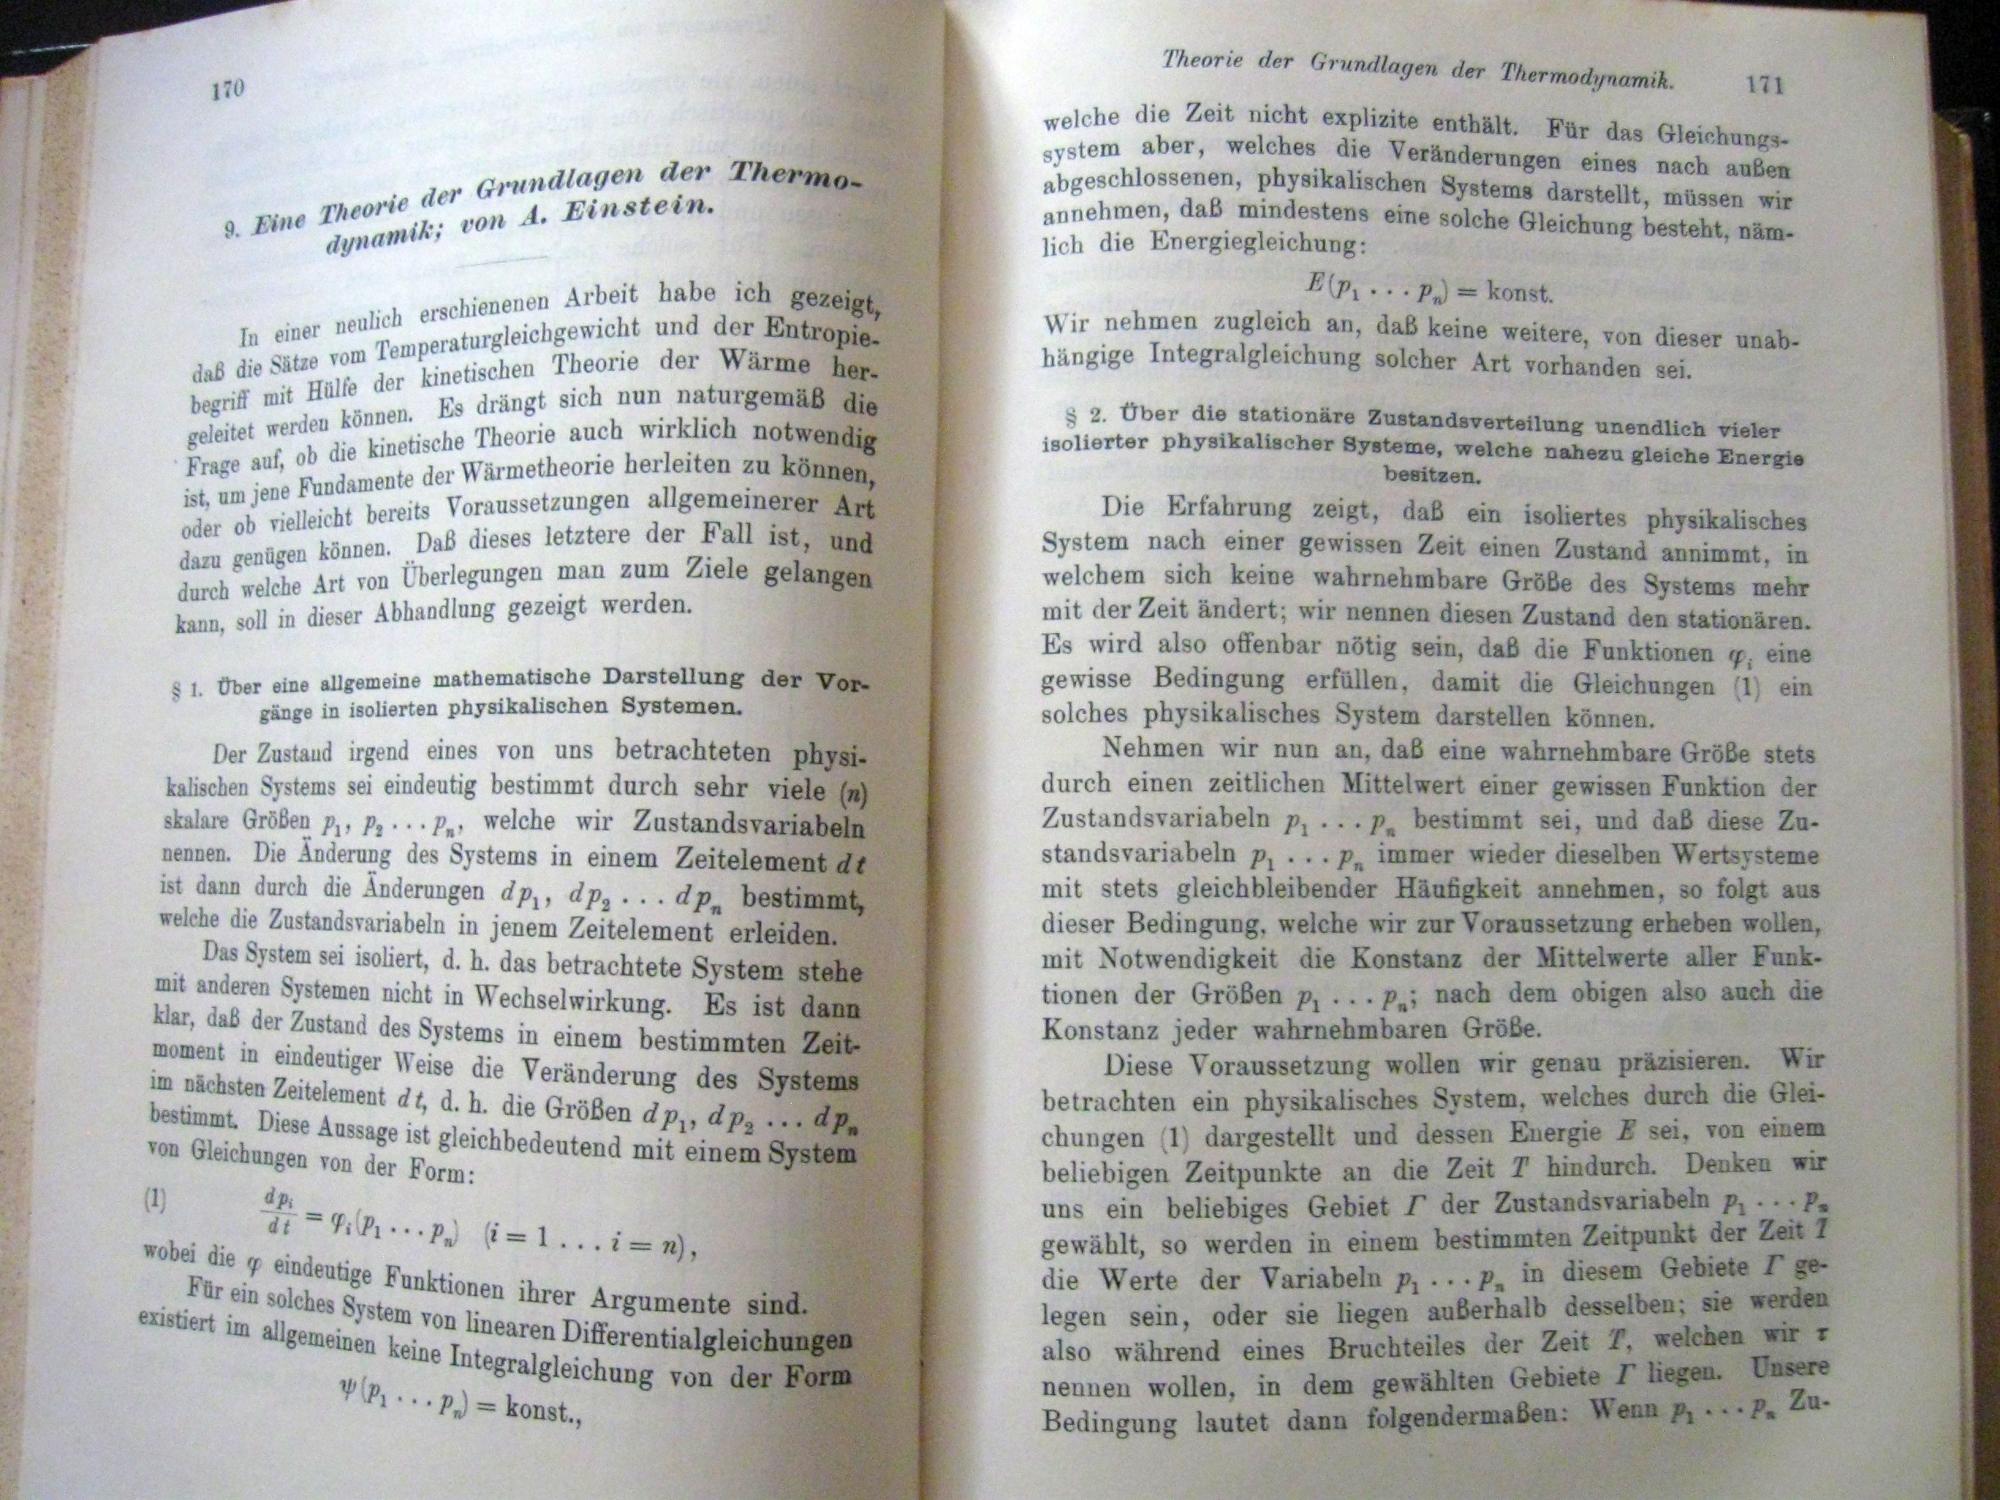 170
9. Eine Theorie der Grundlagen der Thermo-
dynamik; von A. Einstein.
In einer neulich erschienenen Arbeit habe ich gezeigt,
daß die Sätze vom Temperaturgleichgewicht und der Entropie-
begriff mit Hülfe der kinetischen Theorie der Wärme her-
geleitet werden können. Es drängt sich nun naturgemäß die
Frage auf, ob die kinetische Theorie auch wirklich notwendig
ist, um jene Fundamente der Wärmetheorie herleiten zu können,
oder ob vielleicht bereits Voraussetzungen allgemeinerer Art
dazu genügen können. Daß dieses letztere der Fall ist, und
durch welche Art von Überlegungen man zum Ziele gelangen
kann, soll in dieser Abhandlung gezeigt werden.
§ 1. Über eine allgemeine mathematische Darstellung der Vor-
gänge in isolierten physikalischen Systemen.
Der Zustand irgend eines von uns betrachteten physi-
kalischen Systems sei eindeutig bestimmt durch sehr viele (n)
skalare Größen p₁, p₂ . . . pₙ, welche wir Zustandsvariabeln
nennen. Die Änderung des Systems in einem Zeitelement dt
ist dann durch die Änderungen dp₁, dp₂ . . . dpₙ bestimmt,
welche die Zustandsvariabeln in jenem Zeitelement erleiden.
Das System sei isoliert, d. h. das betrachtete System stehe
mit anderen Systemen nicht in Wechselwirkung. Es ist dann
klar, daß der Zustand des Systems in einem bestimmten Zeit-
moment in eindeutiger Weise die Veränderung des Systems
im nächsten Zeitelement dt, d. h. die Größen dp₁, dp₂ . . . dpₙ
bestimmt. Diese Aussage ist gleichbedeutend mit einem System
von Gleichungen von der Form:
(1) dpᵢ/dt = φᵢ(p₁ . . . pₙ) (i = 1 . . . i = n),
wobei die φ eindeutige Funktionen ihrer Argumente sind.
Für ein solches System von linearen Differentialgleichungen
existiert im allgemeinen keine Integralgleichung von der Form
ψ(p₁ . . . pₙ) = konst.,
Theorie der Grundlagen der Thermodynamik. 171
welche die Zeit nicht explizite enthält. Für das Gleichungs-
system aber, welches die Veränderungen eines nach außen
abgeschlossenen, physikalischen Systems darstellt, müssen wir
annehmen, daß mindestens eine solche Gleichung besteht, näm-
lich die Energiegleichung:
E(p₁ . . . pₙ) = konst.
Wir nehmen zugleich an, daß keine weitere, von dieser unab-
hängige Integralgleichung solcher Art vorhanden sei.
§ 2. Über die stationäre Zustandsverteilung unendlich vieler
isolierter physikalischer Systeme, welche nahezu gleiche Energie
besitzen.
Die Erfahrung zeigt, daß ein isoliertes physikalisches
System nach einer gewissen Zeit einen Zustand annimmt, in
welchem sich keine wahrnehmbare Größe des Systems mehr
mit der Zeit ändert; wir nennen diesen Zustand den stationären.
Es wird also offenbar nötig sein, daß die Funktionen φᵢ eine
gewisse Bedingung erfüllen, damit die Gleichungen (1) ein
solches physikalisches System darstellen können.
Nehmen wir nun an, daß eine wahrnehmbare Größe stets
durch einen zeitlichen Mittelwert einer gewissen Funktion der
Zustandsvariabeln p₁ . . . pₙ bestimmt sei, und daß diese Zu-
standsvariabeln p₁ . . . pₙ immer wieder dieselben Wertsysteme
mit stets gleichbleibender Häufigkeit annehmen, so folgt aus
dieser Bedingung, welche wir zur Voraussetzung erheben wollen,
mit Notwendigkeit die Konstanz der Mittelwerte aller Funk-
tionen der Größen p₁ . . . pₙ; nach dem obigen also auch die
Konstanz jeder wahrnehmbaren Größe.
Diese Voraussetzung wollen wir genau präzisieren. Wir
betrachten ein physikalisches System, welches durch die Glei-
chungen (1) dargestellt und dessen Energie E sei, von einem
beliebigen Zeitpunkte an die Zeit T hindurch. Denken wir
uns ein beliebiges Gebiet Γ der Zustandsvariabeln p₁ . . . pₙ
gewählt, so werden in einem bestimmten Zeitpunkt der Zeit T
die Werte der Variabeln p₁ . . . pₙ in diesem Gebiete Γ ge-
legen sein, oder sie liegen außerhalb desselben; sie werden
also während eines Bruchteiles der Zeit T, welchen wir τ
nennen wollen, in dem gewählten Gebiete Γ liegen. Unsere
Bedingung lautet dann folgendermaßen: Wenn p₁ . . . pₙ Zu-